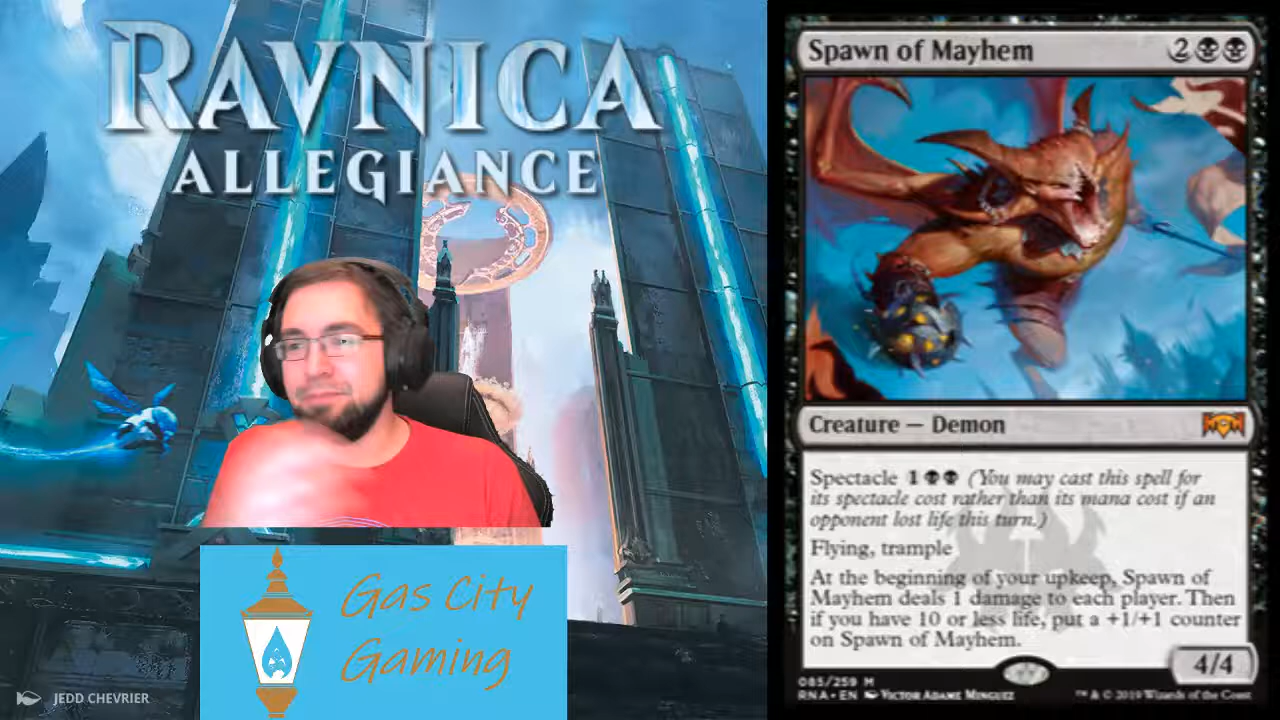 RAVNICA
ALLEGIANCE
Gas City
Gaming
JEDD CHEVRIER
Spawn of Mayhem 2
Creature — Demon
Spectacle 1 (You may cast this spell for
its spectacle cost rather than its mana cost if an
opponent lost life this turn.)
Flying, trample
At the beginning of your upkeep, Spawn of
Mayhem deals 1 damage to each player. Then
if you have 10 or less life, put a +1/+1 counter
on Spawn of Mayhem.
4/4
085/259 M
RNA • EN VICTOR ADAME MINGUEZ
™ & © 2019 Wizards of the Coast